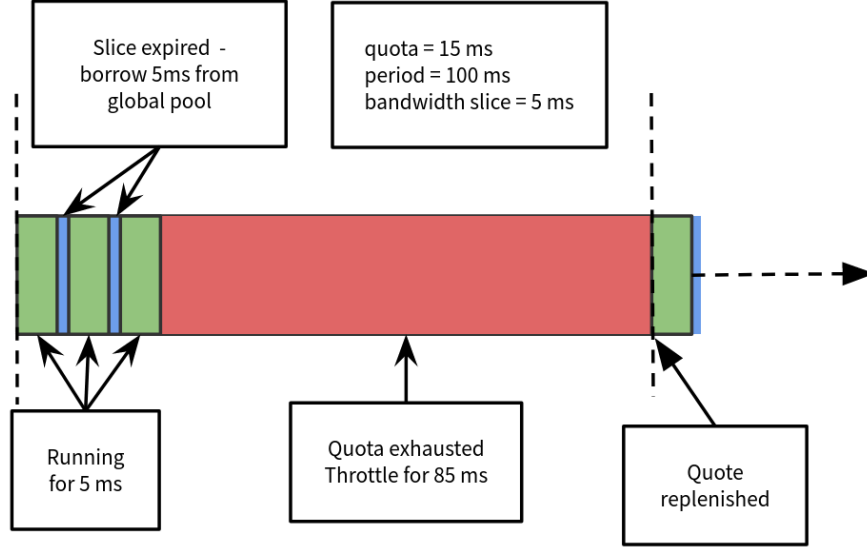 Slice expired -
borrow 5ms from
global pool
quota = 15 ms
period = 100 ms
bandwidth slice = 5 ms
Running
for 5 ms
Quota exhausted
Throttle for 85 ms
Quote
replenished